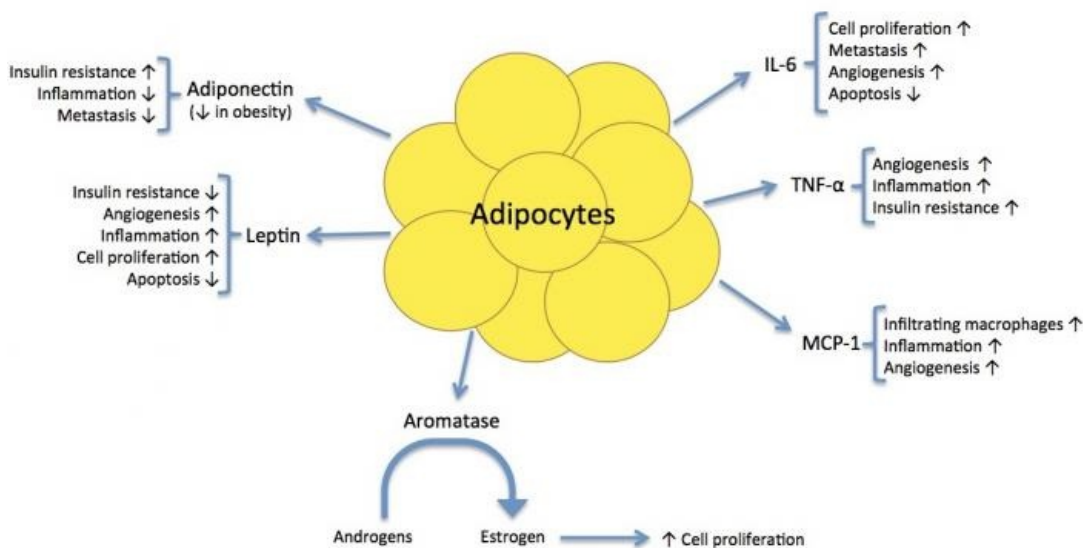 Insulin resistance ↑
Inflammation ↓
Metastasis ↓
Adiponectin
(↓ in obesity)
Insulin resistance ↓
Angiogenesis ↑
Inflammation ↑
Cell proliferation ↑
Apoptosis ↓
Leptin
Adipocytes
IL-6
Cell proliferation ↑
Metastasis ↑
Angiogenesis ↑
Apoptosis ↓
TNF-α
Angiogenesis ↑
Inflammation ↑
Insulin resistance ↑
MCP-1
Infiltrating macrophages ↑
Inflammation ↑
Angiogenesis ↑
Aromatase
Androgens
Estrogen
↑ Cell proliferation